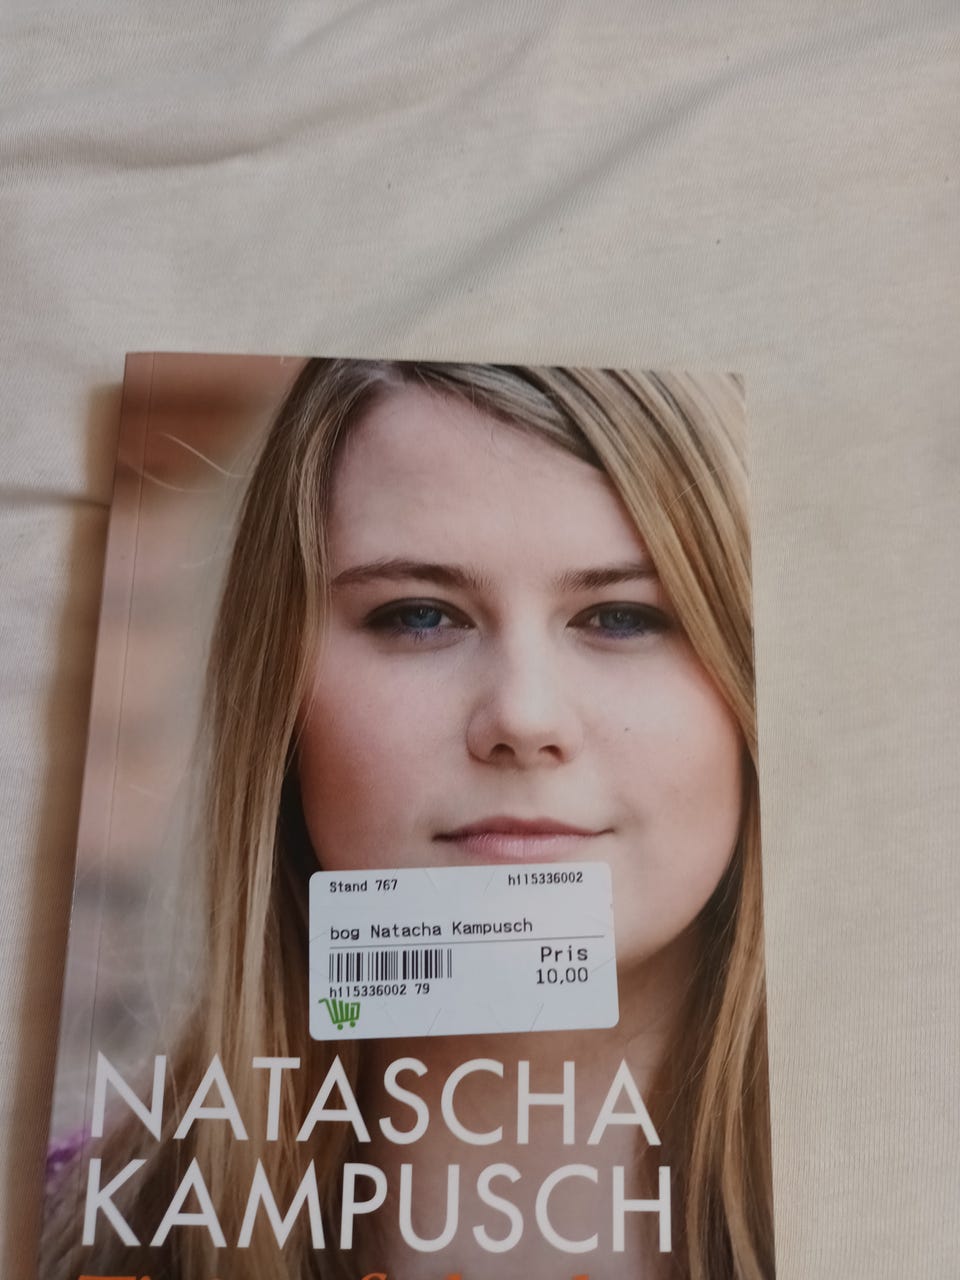 Stand 767 h115336002
bog Natacha Kampusch
Pris
10,00
h115336002 79
NATASCHA
KAMPUSCH